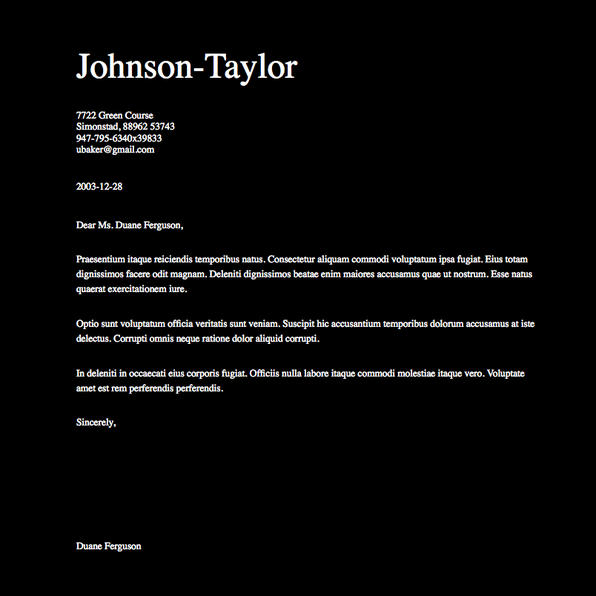 Johnson-Taylor
7722 Green Course
Simonstad, 88962 53743
947-795-6340x39833
ubaker@gmail.com
2003-12-28
Dear Ms. Duane Ferguson,
Praesentium itaque reiciendis temporibus natus. Consectetur aliquam commodi voluptatum ipsa fugiat. Eius totam
dignissimos facere odit magnam. Deleniti dignissimos beatae enim maiores accusamus quae ut nostrum. Esse natus
quaerat exercitationem iure.
Optio sunt voluptatum officia veritatis sunt veniam. Suscipit hic accusantium temporibus dolorum accusamus at iste
delectus. Corrupti omnis neque ratione dolor aliquid corrupti.
In deleniti in occaecati eius corporis fugiat. Officiis nulla labore itaque commodi molestiae itaque vero. Voluptate
amet est rem perferendis perferendis.
Sincerely,
Duane Ferguson